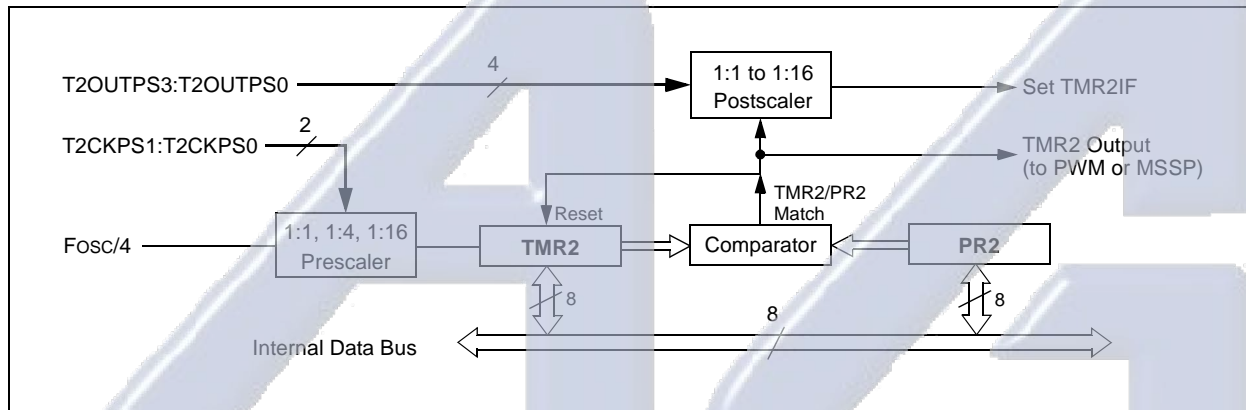 T2OUTPS3:T2OUTPS0
4
1:1 to 1:16
Postscaler
Set TMR2IF
T2CKPS1:T2CKPS0
2
TMR2 Output
(to PWM or MSSP)
TMR2/PR2
Match
Reset
FOSC/4
1:1, 1:4, 1:16
Prescaler
TMR2
Comparator
PR2
8
8
8
Internal Data Bus